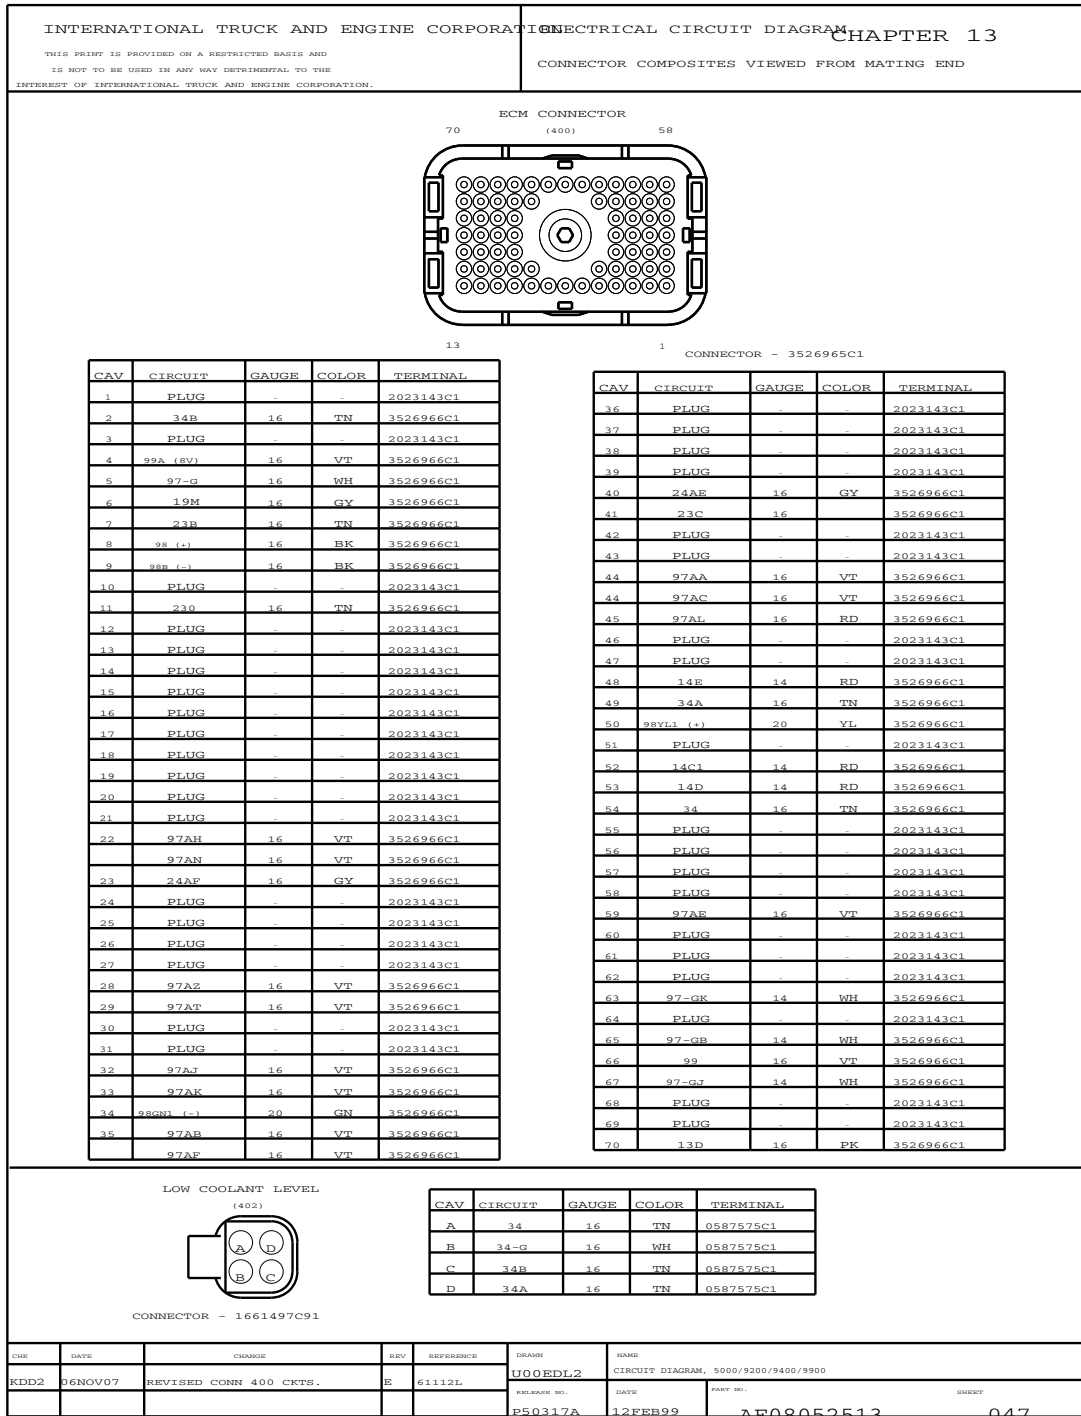 INTERNATIONAL TRUCK AND ENGINE CORPORATION
THIS PRINT IS PROVIDED ON A RESTRICTED BASIS AND
IS NOT TO BE USED IN ANY WAY DETRIMENTAL TO THE
INTEREST OF INTERNATIONAL TRUCK AND ENGINE CORPORATION.
ELECTRICAL CIRCUIT DIAGRAM
CHAPTER 13
CONNECTOR COMPOSITES VIEWED FROM MATING END
ECM CONNECTOR
70 (400) 58
13 1
CONNECTOR - 3526965C1
CAV CIRCUIT GAUGE COLOR TERMINAL
1 PLUG - - 2023143C1
2 34B 16 TN 3526966C1
3 PLUG - - 2023143C1
4 99A (8V) 16 VT 3526966C1
5 97-G 16 WH 3526966C1
6 19M 16 GY 3526966C1
7 23B 16 TN 3526966C1
8 98 (+) 16 BK 3526966C1
9 98B (-) 16 BK 3526966C1
10 PLUG - - 2023143C1
11 230 16 TN 3526966C1
12 PLUG - - 2023143C1
13 PLUG - - 2023143C1
14 PLUG - - 2023143C1
15 PLUG - - 2023143C1
16 PLUG - - 2023143C1
17 PLUG - - 2023143C1
18 PLUG - - 2023143C1
19 PLUG - - 2023143C1
20 PLUG - - 2023143C1
21 PLUG - - 2023143C1
22 97AH 16 VT 3526966C1
97AN 16 VT 3526966C1
23 24AF 16 GY 3526966C1
24 PLUG - - 2023143C1
25 PLUG - - 2023143C1
26 PLUG - - 2023143C1
27 PLUG - - 2023143C1
28 97AZ 16 VT 3526966C1
29 97AT 16 VT 3526966C1
30 PLUG - - 2023143C1
31 PLUG - - 2023143C1
32 97AJ 16 VT 3526966C1
33 97AK 16 VT 3526966C1
34 98GN1 (-) 20 GN 3526966C1
35 97AB 16 VT 3526966C1
97AF 16 VT 3526966C1
CAV CIRCUIT GAUGE COLOR TERMINAL
36 PLUG - - 2023143C1
37 PLUG - - 2023143C1
38 PLUG - - 2023143C1
39 PLUG - - 2023143C1
40 24AE 16 GY 3526966C1
41 23C 16 3526966C1
42 PLUG - - 2023143C1
43 PLUG - - 2023143C1
44 97AA 16 VT 3526966C1
44 97AC 16 VT 3526966C1
45 97AL 16 RD 3526966C1
46 PLUG - - 2023143C1
47 PLUG - - 2023143C1
48 14E 14 RD 3526966C1
49 34A 16 TN 3526966C1
50 98YL1 (+) 20 YL 3526966C1
51 PLUG - - 2023143C1
52 14C1 14 RD 3526966C1
53 14D 14 RD 3526966C1
54 34 16 TN 3526966C1
55 PLUG - - 2023143C1
56 PLUG - - 2023143C1
57 PLUG - - 2023143C1
58 PLUG - - 2023143C1
59 97AE 16 VT 3526966C1
60 PLUG - - 2023143C1
61 PLUG - - 2023143C1
62 PLUG - - 2023143C1
63 97-GK 14 WH 3526966C1
64 PLUG - - 2023143C1
65 97-GB 14 WH 3526966C1
66 99 16 VT 3526966C1
67 97-GJ 14 WH 3526966C1
68 PLUG - - 2023143C1
69 PLUG - - 2023143C1
70 13D 16 PK 3526966C1
LOW COOLANT LEVEL
(402)
A D
B C
CONNECTOR - 1661497C91
CAV CIRCUIT GAUGE COLOR TERMINAL
A 34 16 TN 0587575C1
B 34-G 16 WH 0587575C1
C 34B 16 TN 0587575C1
D 34A 16 TN 0587575C1
CHK DATE CHANGE REV REFERENCE
KDD2 06NOV07 REVISED CONN 400 CKTS. E 61112L
DRAWN
U00EDL2
NAME
CIRCUIT DIAGRAM, 5000/9200/9400/9900
RELEASE NO. DATE PART NO. SHEET
P50317A 12FEB99 AF08052513 047